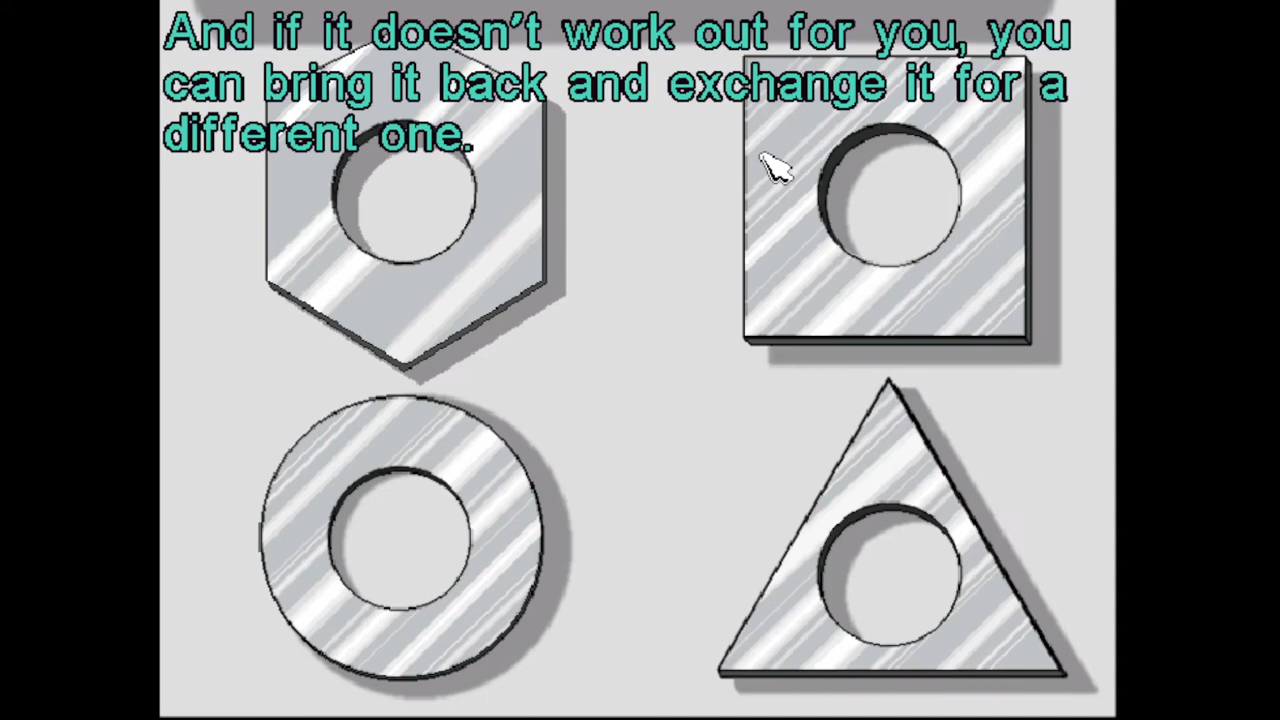 And if it doesn't work out for you, you
can bring it back and exchange it for a
different one.